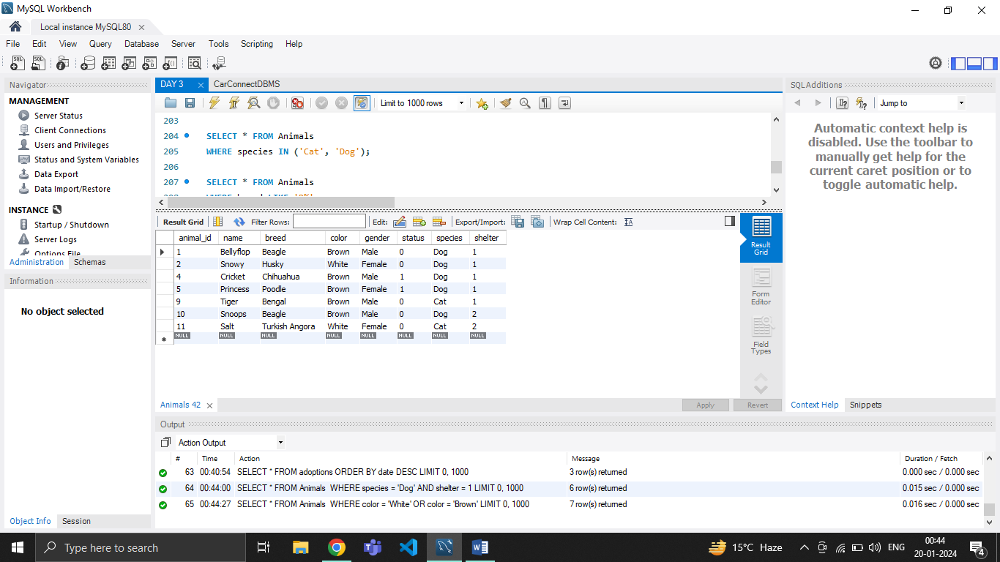 MySQL Workbench
Local instance MySQL80
File Edit View Query Database Server Tools Scripting Help
Navigator
MANAGEMENT
Server Status
Client Connections
Users and Privileges
Status and System Variables
Data Export
Data Import/Restore
INSTANCE
Startup / Shutdown
Server Logs
Options File
Administration Schemas
Information
No object selected
Object Info Session
DAY 3 CarConnectDBMS
Limit to 1000 rows
203
204 SELECT * FROM Animals
205 WHERE species IN ('Cat', 'Dog');
206
207 SELECT * FROM Animals
Result Grid Filter Rows: Edit: Export/Import: Wrap Cell Content:
animal_id name breed color gender status species shelter
1 Bellyflop Beagle Brown Male 0 Dog 1
2 Snowy Husky White Female 0 Dog 1
4 Cricket Chihuahua Brown Male 1 Dog 1
5 Princess Poodle Brown Female 1 Dog 1
9 Tiger Bengal Brown Male 0 Cat 1
10 Snoops Beagle Brown Male 0 Dog 2
11 Salt Turkish Angora White Female 0 Cat 2
NULL NULL NULL NULL NULL NULL NULL NULL
Result Grid
Form Editor
Field Types
Animals 42 Apply Revert
SQLAdditions
Jump to
Automatic context help is
disabled. Use the toolbar to
manually get help for the
current caret position or to
toggle automatic help.
Context Help Snippets
Output
Action Output
# Time Action Message Duration / Fetch
63 00:40:54 SELECT * FROM adoptions ORDER BY date DESC LIMIT 0, 1000 3 row(s) returned 0.000 sec / 0.000 sec
64 00:44:00 SELECT * FROM Animals WHERE species = 'Dog' AND shelter = 1 LIMIT 0, 1000 6 row(s) returned 0.015 sec / 0.000 sec
65 00:44:27 SELECT * FROM Animals WHERE color = 'White' OR color = 'Brown' LIMIT 0, 1000 7 row(s) returned 0.016 sec / 0.000 sec
Type here to search
15°C Haze
ENG
00:44
20-01-2024
4